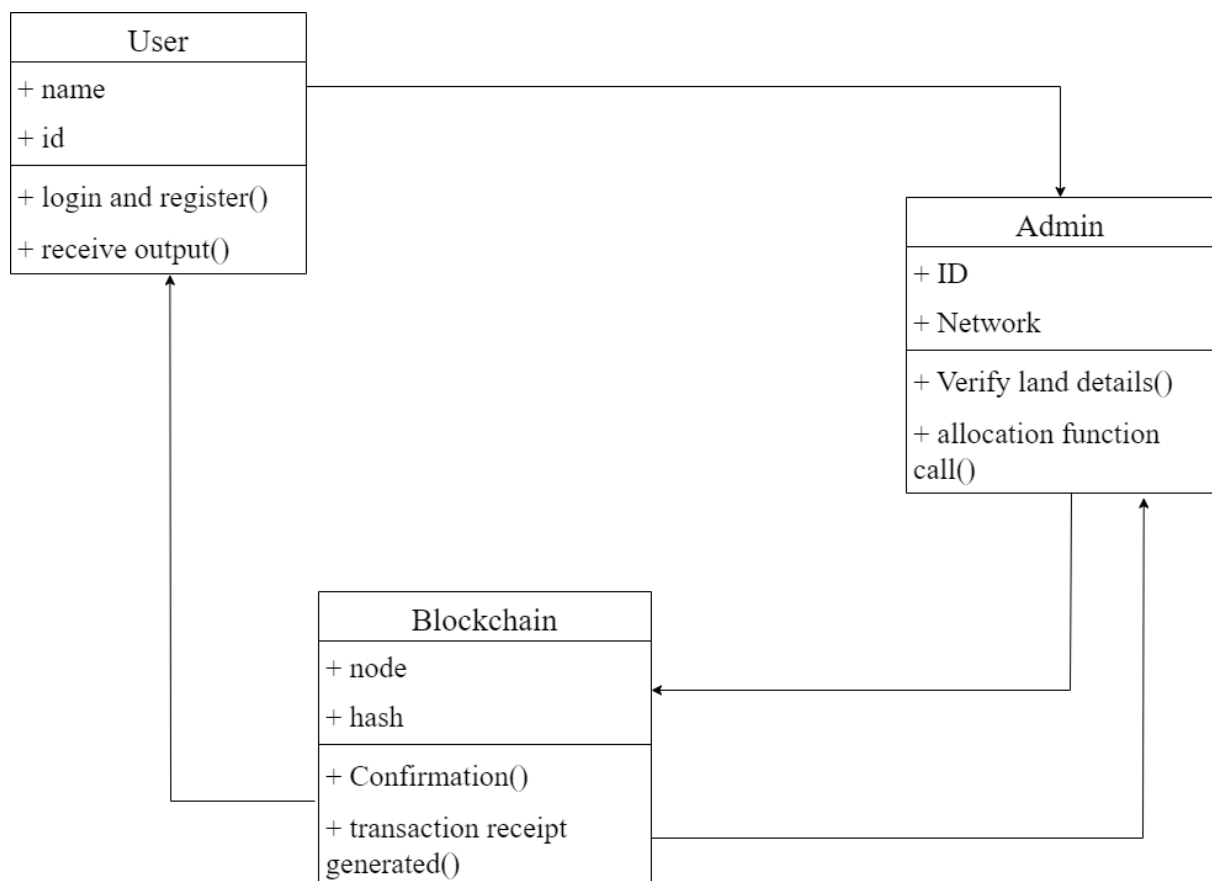 User
+ name
+ id
+ login and register()
+ receive output()
Admin
+ ID
+ Network
+ Verify land details()
+ allocation function
call()
Blockchain
+ node
+ hash
+ Confirmation()
+ transaction receipt
generated()